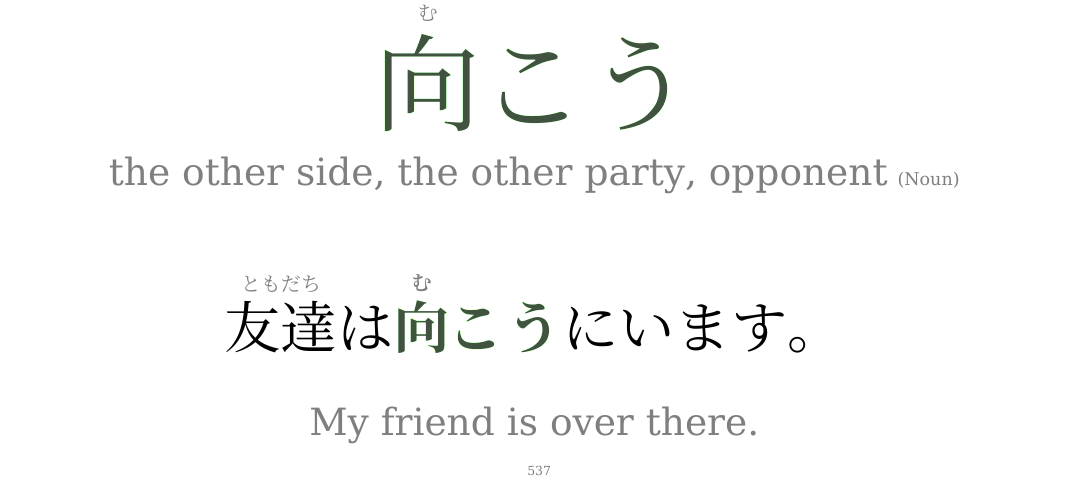 む
向こう
the other side, the other party, opponent (Noun)
ともだち む
友達は向こうにいます。
My friend is over there.
537